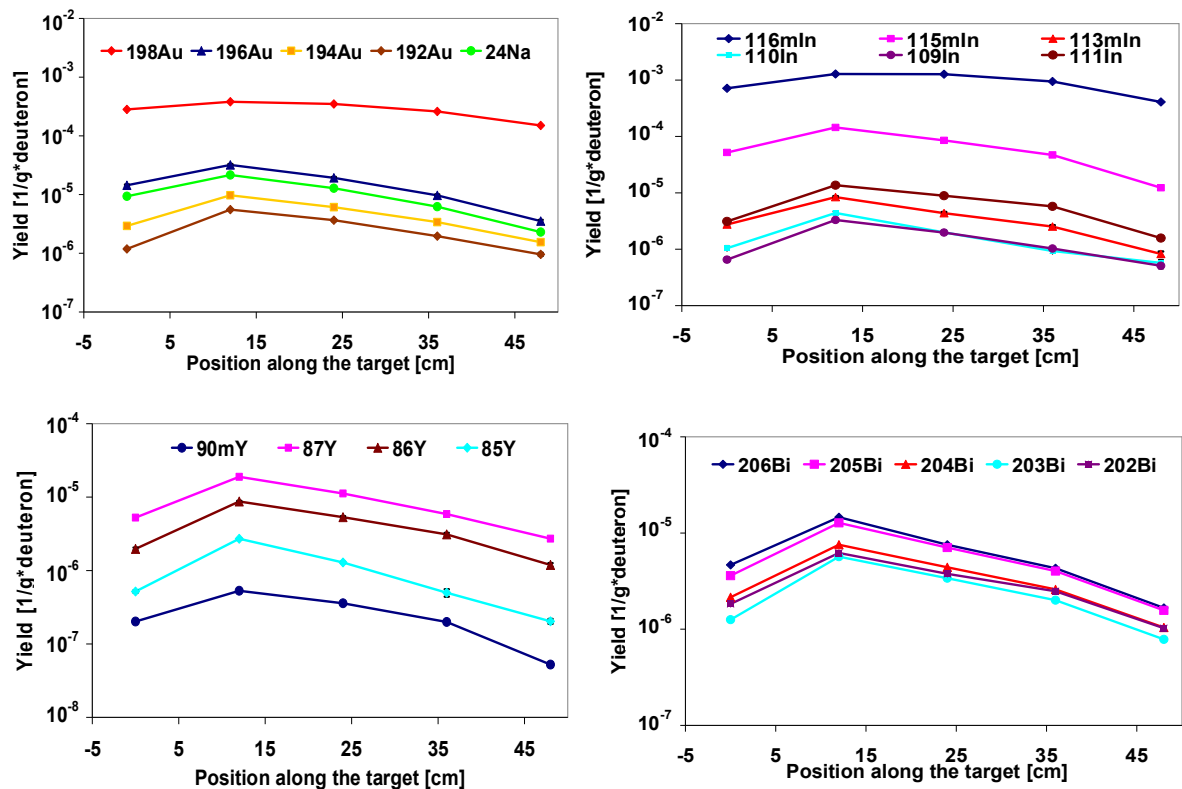 10-2
10-3
10-4
10-5
10-6
10-7
Yield [1/g*deuteron]
198Au 196Au 194Au 192Au 24Na
-5 5 15 25 35 45
Position along the target [cm]
10-2
10-3
10-4
10-5
10-6
10-7
Yield [1/g*deuteron]
116mIn 115mIn 113mIn
110In 109In 111In
-5 5 15 25 35 45
Position along the target [cm]
10-4
10-5
10-6
10-7
10-8
Yield [1/g*deuteron]
90mY 87Y 86Y 85Y
-5 5 15 25 35 45
Position along the target [cm]
10-4
10-5
10-6
10-7
Yield [1/g*deuteron]
206Bi 205Bi 204Bi 203Bi 202Bi
-5 5 15 25 35 45
Position along the target [cm]